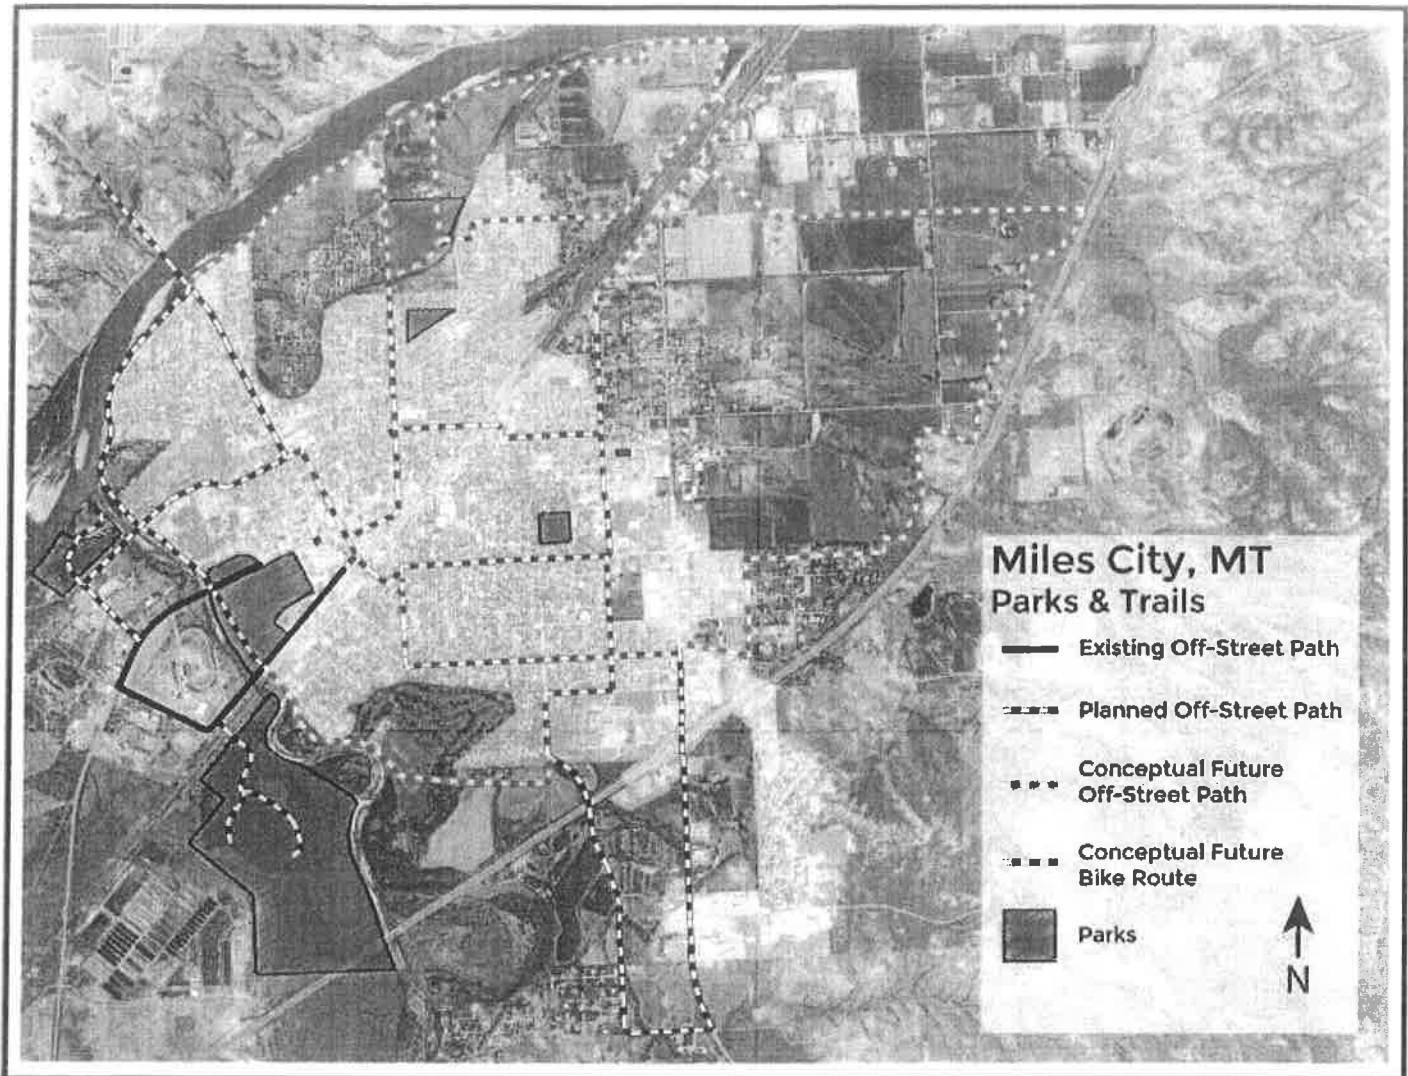 Miles City, MT
Parks & Trails
Existing Off-Street Path
Planned Off-Street Path
Conceptual Future
Off-Street Path
Conceptual Future
Bike Route
Parks
N